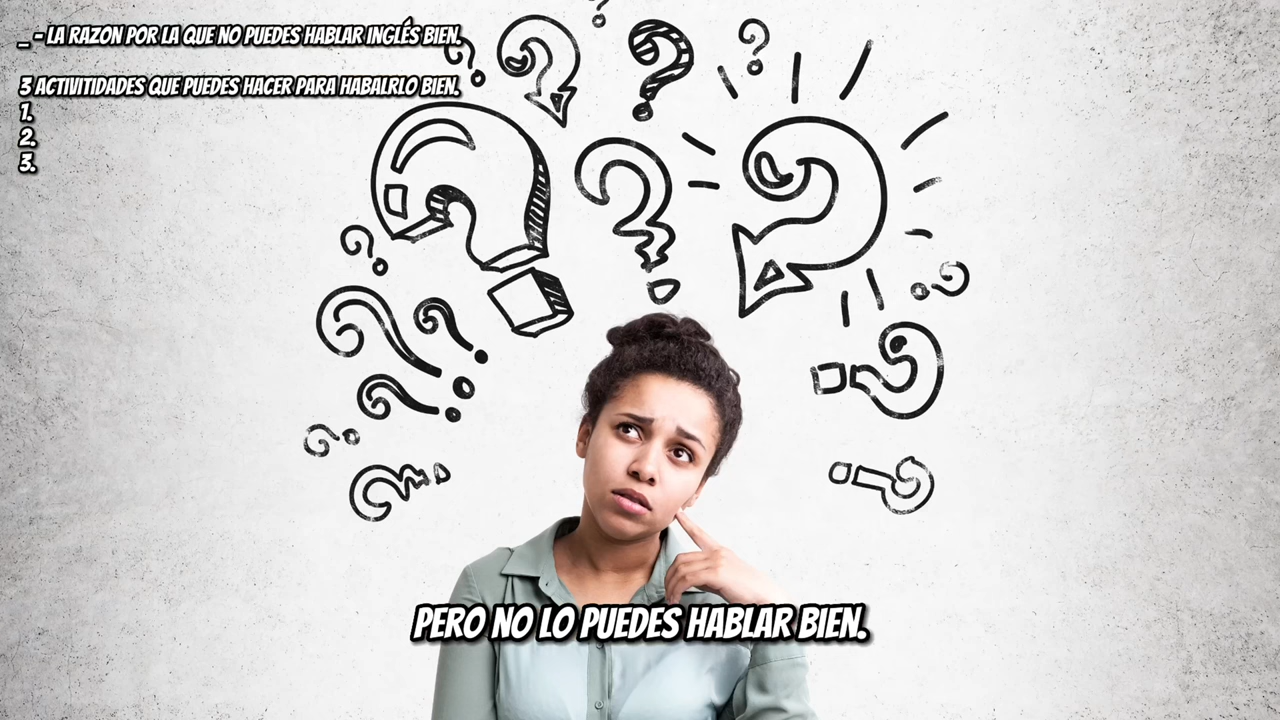 _ - LA RAZON POR LA QUE NO PUEDES HABLAR INGLÉS BIEN.
3 ACTIVITIDADES QUE PUEDES HACER PARA HABALRLO BIEN.
1.
2.
3.
PERO NO LO PUEDES HABLAR BIEN.